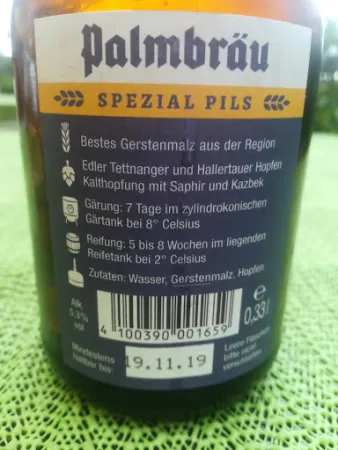 Palmbräu
SPEZIAL PILS
Bestes Gerstenmalz aus der Region
Edler Tettnanger und Hallertauer Hopfen
Kalthopfung mit Saphir und Kazbek
Gärung: 7 Tage im zylindrokonischen
Gärtank bei 8° Celsius
Reifung: 5 bis 8 Wochen im liegenden
Reifetank bei 2° Celsius
Zutaten: Wasser, Gerstenmalz, Hopfen
Alk.
5,3%
vol
4 100390 001659
e
0,33 l
Mindestens
haltbar bis:
19.11.19
Leere Flaschen
bitte nicht
verschließen